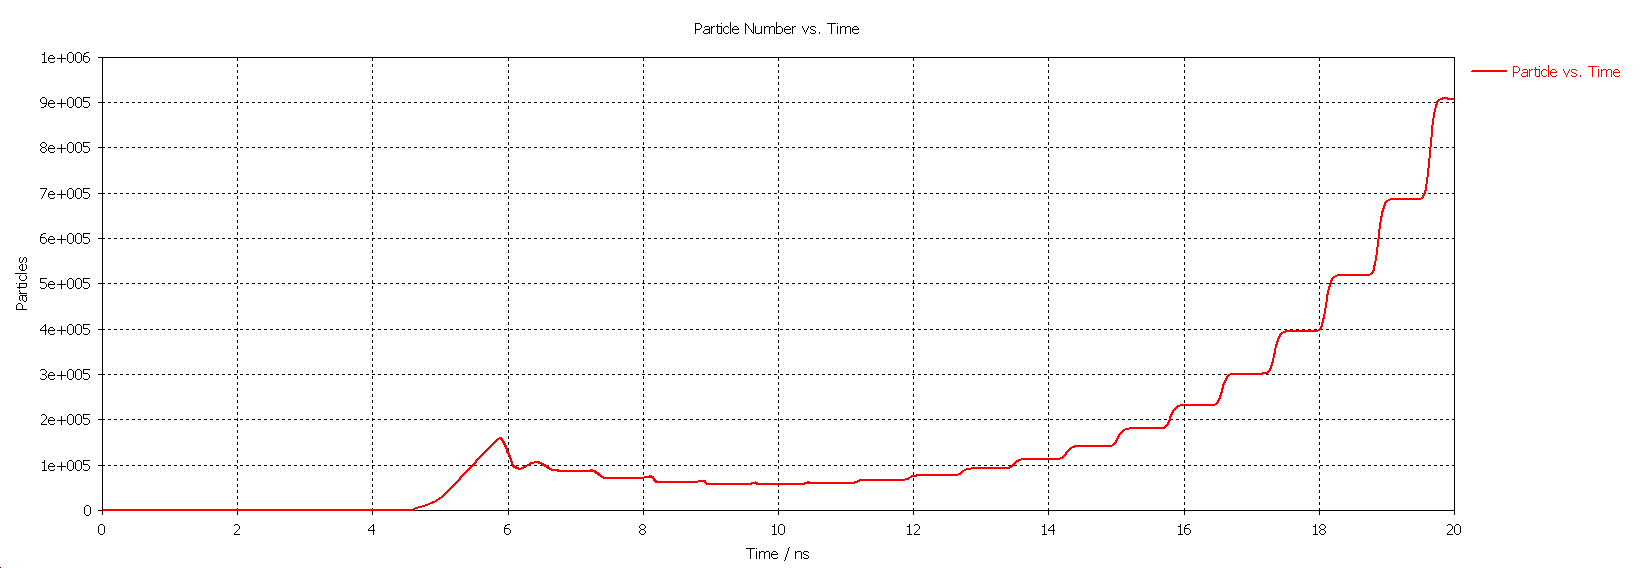 Particle Number vs. Time
1e+006
9e+005
8e+005
7e+005
6e+005
5e+005
4e+005
3e+005
2e+005
1e+005
0
Particles
0 2 4 6 8 10 12 14 16 18 20
Time / ns
Particle vs. Time